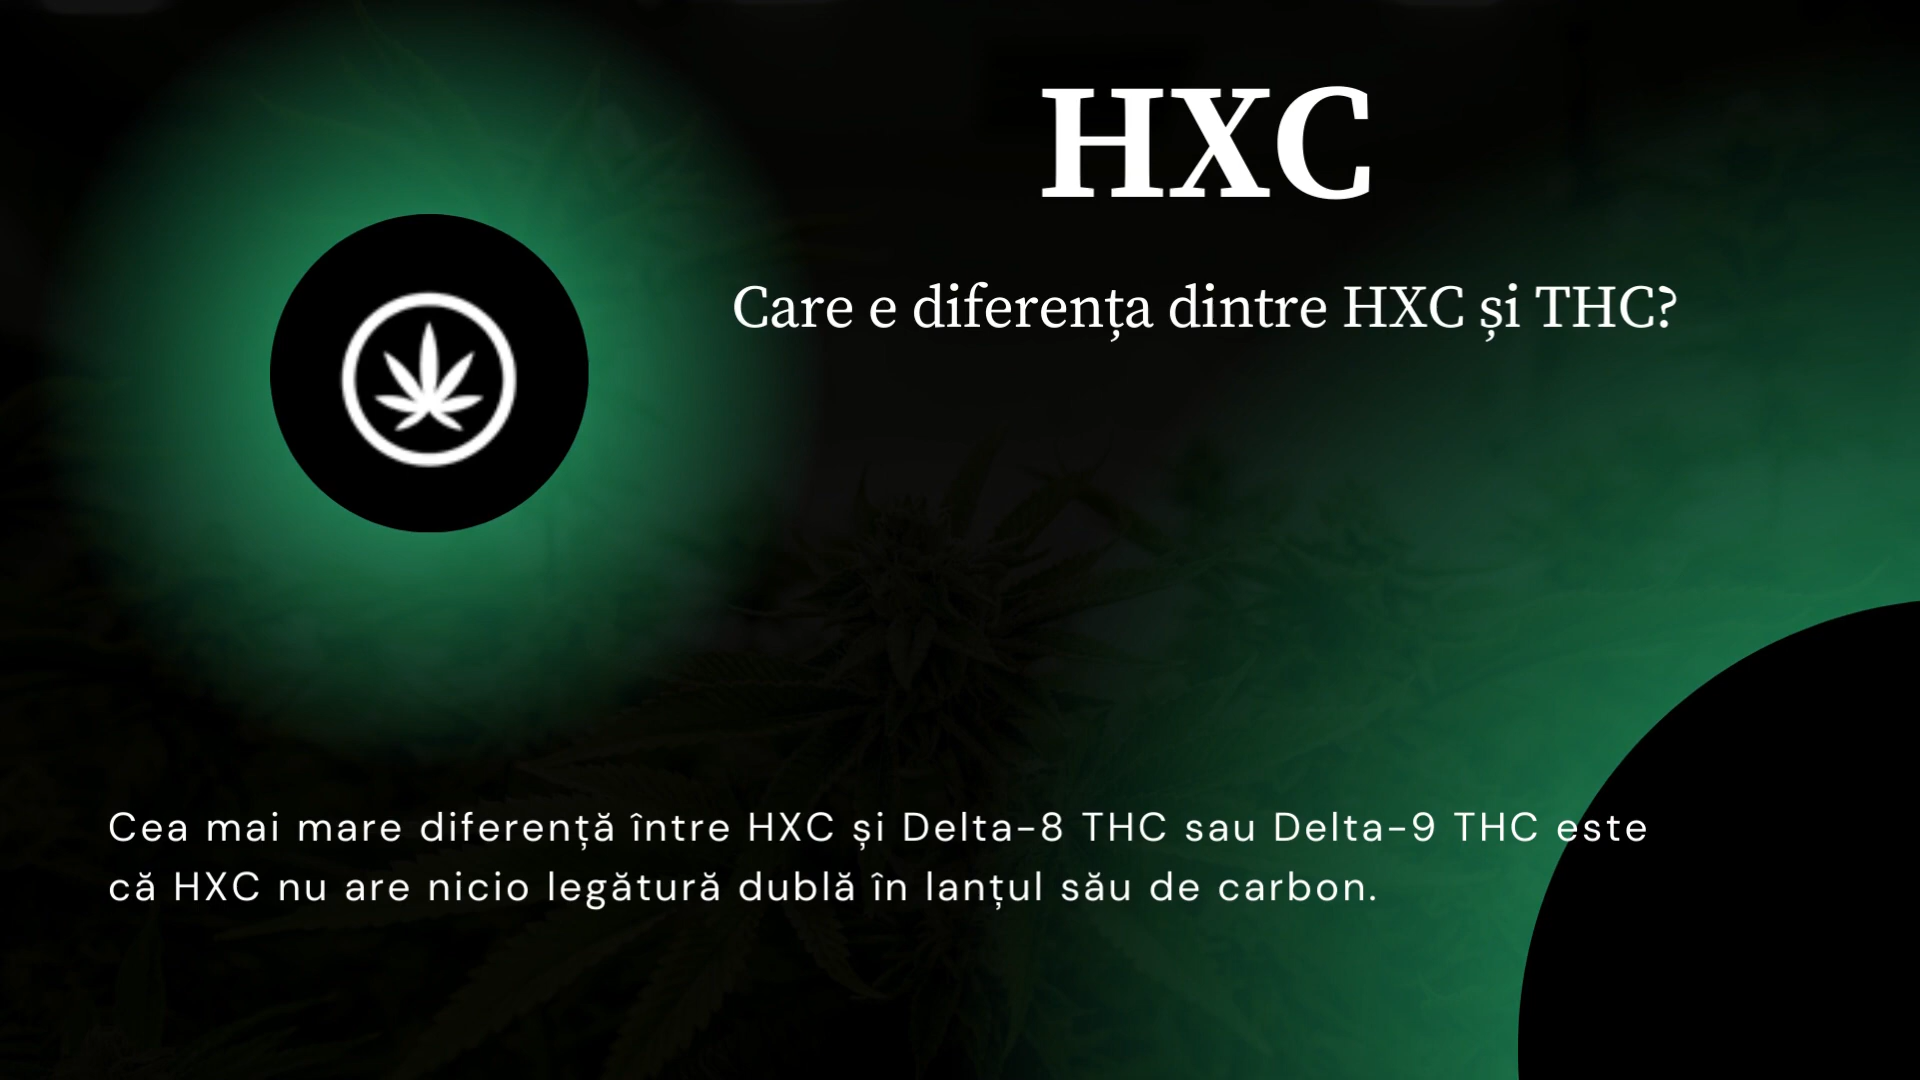 HXC
Care e diferența dintre HXC și THC?
Cea mai mare diferență între HXC și Delta-8 THC sau Delta-9 THC este
că HXC nu are nicio legătură dublă în lanțul său de carbon.